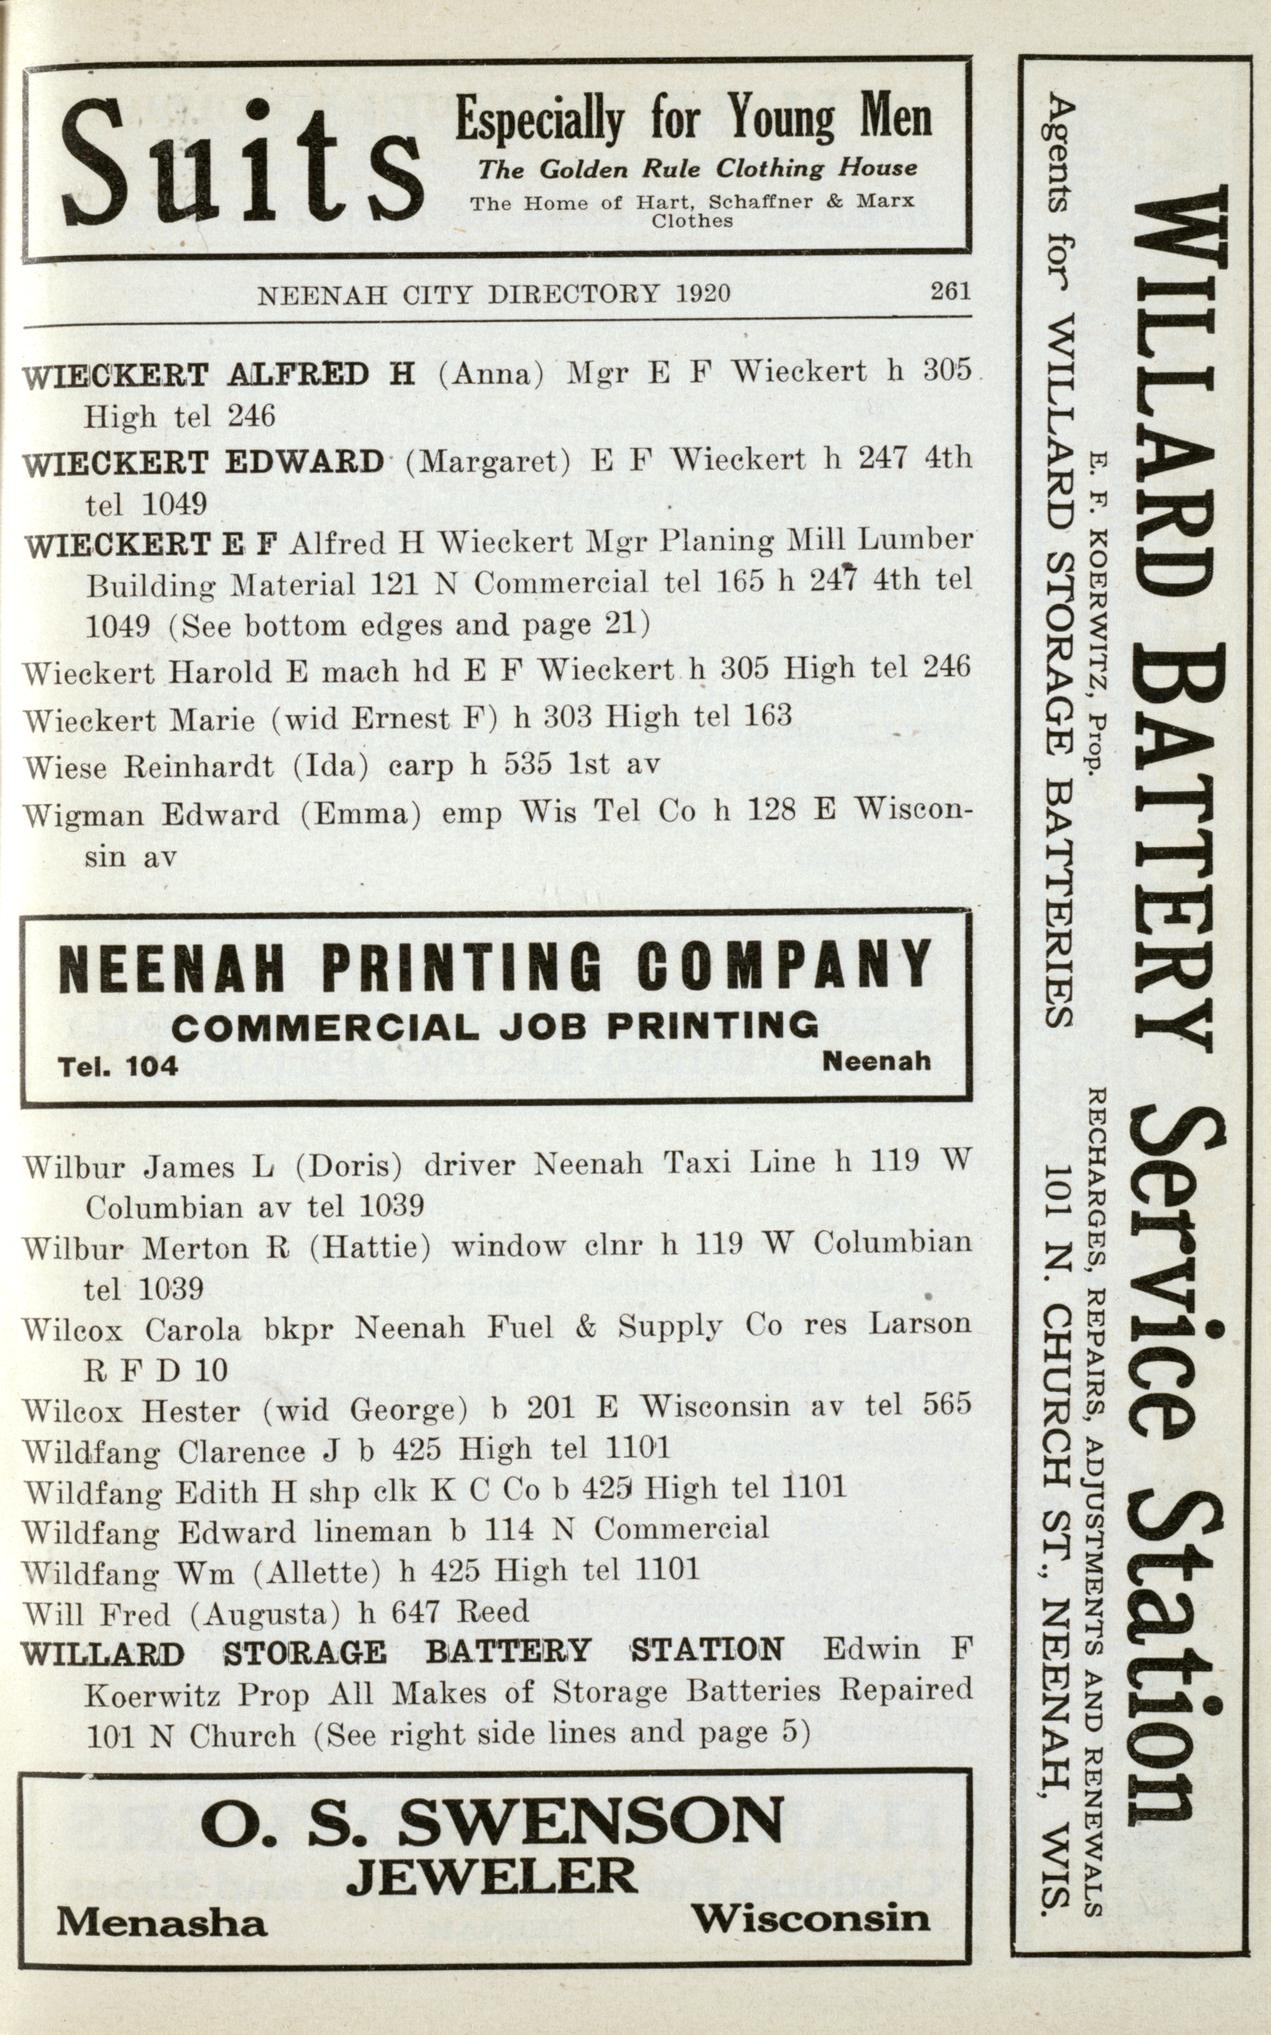 Suits
Especially for Young Men
The Golden Rule Clothing House
The Home of Hart, Schaffner & Marx
Clothes
NEENAH CITY DIRECTORY 1920 261
WIECKERT ALFRED H (Anna) Mgr E F Wieckert h 305
High tel 246
WIECKERT EDWARD (Margaret) E F Wieckert h 247 4th
tel 1049
WIECKERT E F Alfred H Wieckert Mgr Planing Mill Lumber
Building Material 121 N Commercial tel 165 h 247 4th tel
1049 (See bottom edges and page 21)
Wieckert Harold E mach hd E F Wieckert h 305 High tel 246
Wieckert Marie (wid Ernest F) h 303 High tel 163
Wiese Reinhardt (Ida) carp h 535 1st av
Wigman Edward (Emma) emp Wis Tel Co h 128 E Wiscon-
sin av
NEENAH PRINTING COMPANY
COMMERCIAL JOB PRINTING
Tel. 104 Neenah
Wilbur James L (Doris) driver Neenah Taxi Line h 119 W
Columbian av tel 1039
Wilbur Merton R (Hattie) window clnr h 119 W Columbian
tel 1039
Wilcox Carola bkpr Neenah Fuel & Supply Co res Larson
R F D 10
Wilcox Hester (wid George) b 201 E Wisconsin av tel 565
Wildfang Clarence J b 425 High tel 1101
Wildfang Edith H shp clk K C Co b 425 High tel 1101
Wildfang Edward lineman b 114 N Commercial
Wildfang Wm (Allette) h 425 High tel 1101
Will Fred (Augusta) h 647 Reed
WILLARD STORAGE BATTERY STATION Edwin F
Koerwitz Prop All Makes of Storage Batteries Repaired
101 N Church (See right side lines and page 5)
O. S. SWENSON
JEWELER
Menasha Wisconsin
WILLARD BATTERY Service Station
E. F. KOERWITZ, Prop. RECHARGES, REPAIRS, ADJUSTMENTS AND RENEWALS
Agents for WILLARD STORAGE BATTERIES 101 N. CHURCH ST., NEENAH, WIS.